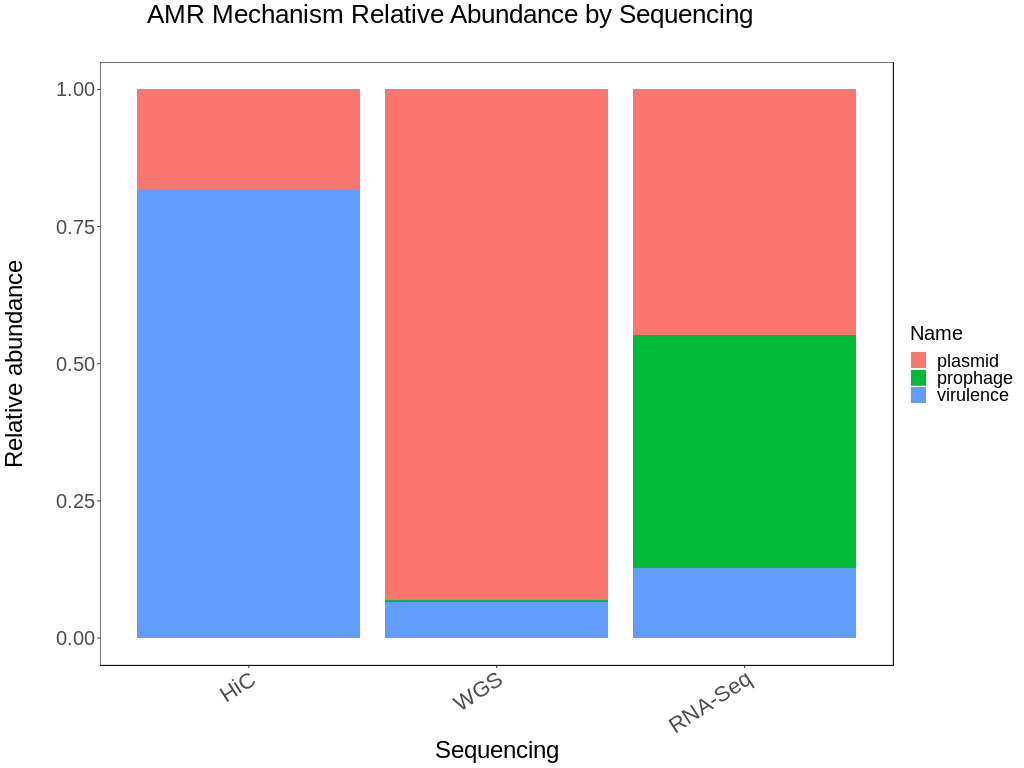 AMR Mechanism Relative Abundance by Sequencing
1.00
0.75
0.50
0.25
0.00
Relative abundance
HiC
WGS
RNA-Seq
Sequencing
Name
plasmid
prophage
virulence